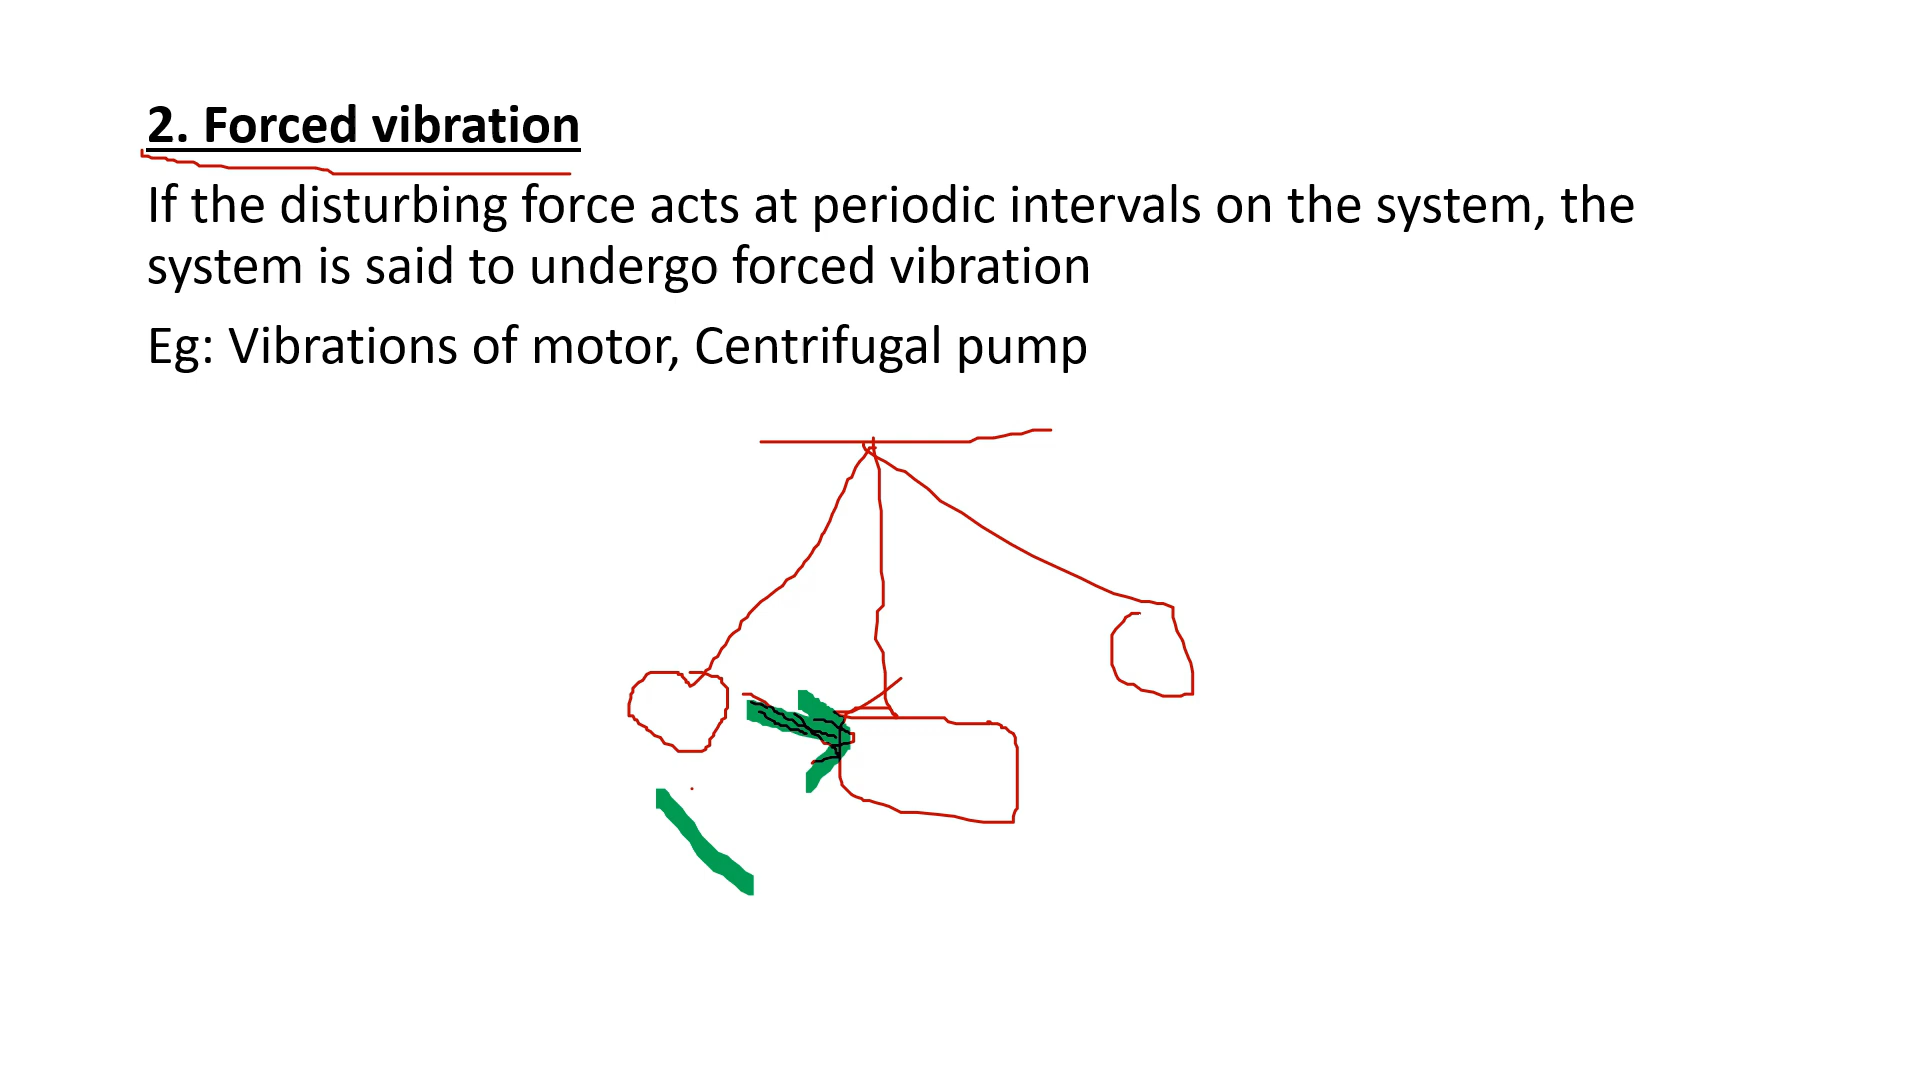 2. Forced vibration
If the disturbing force acts at periodic intervals on the system, the
system is said to undergo forced vibration
Eg: Vibrations of motor, Centrifugal pump